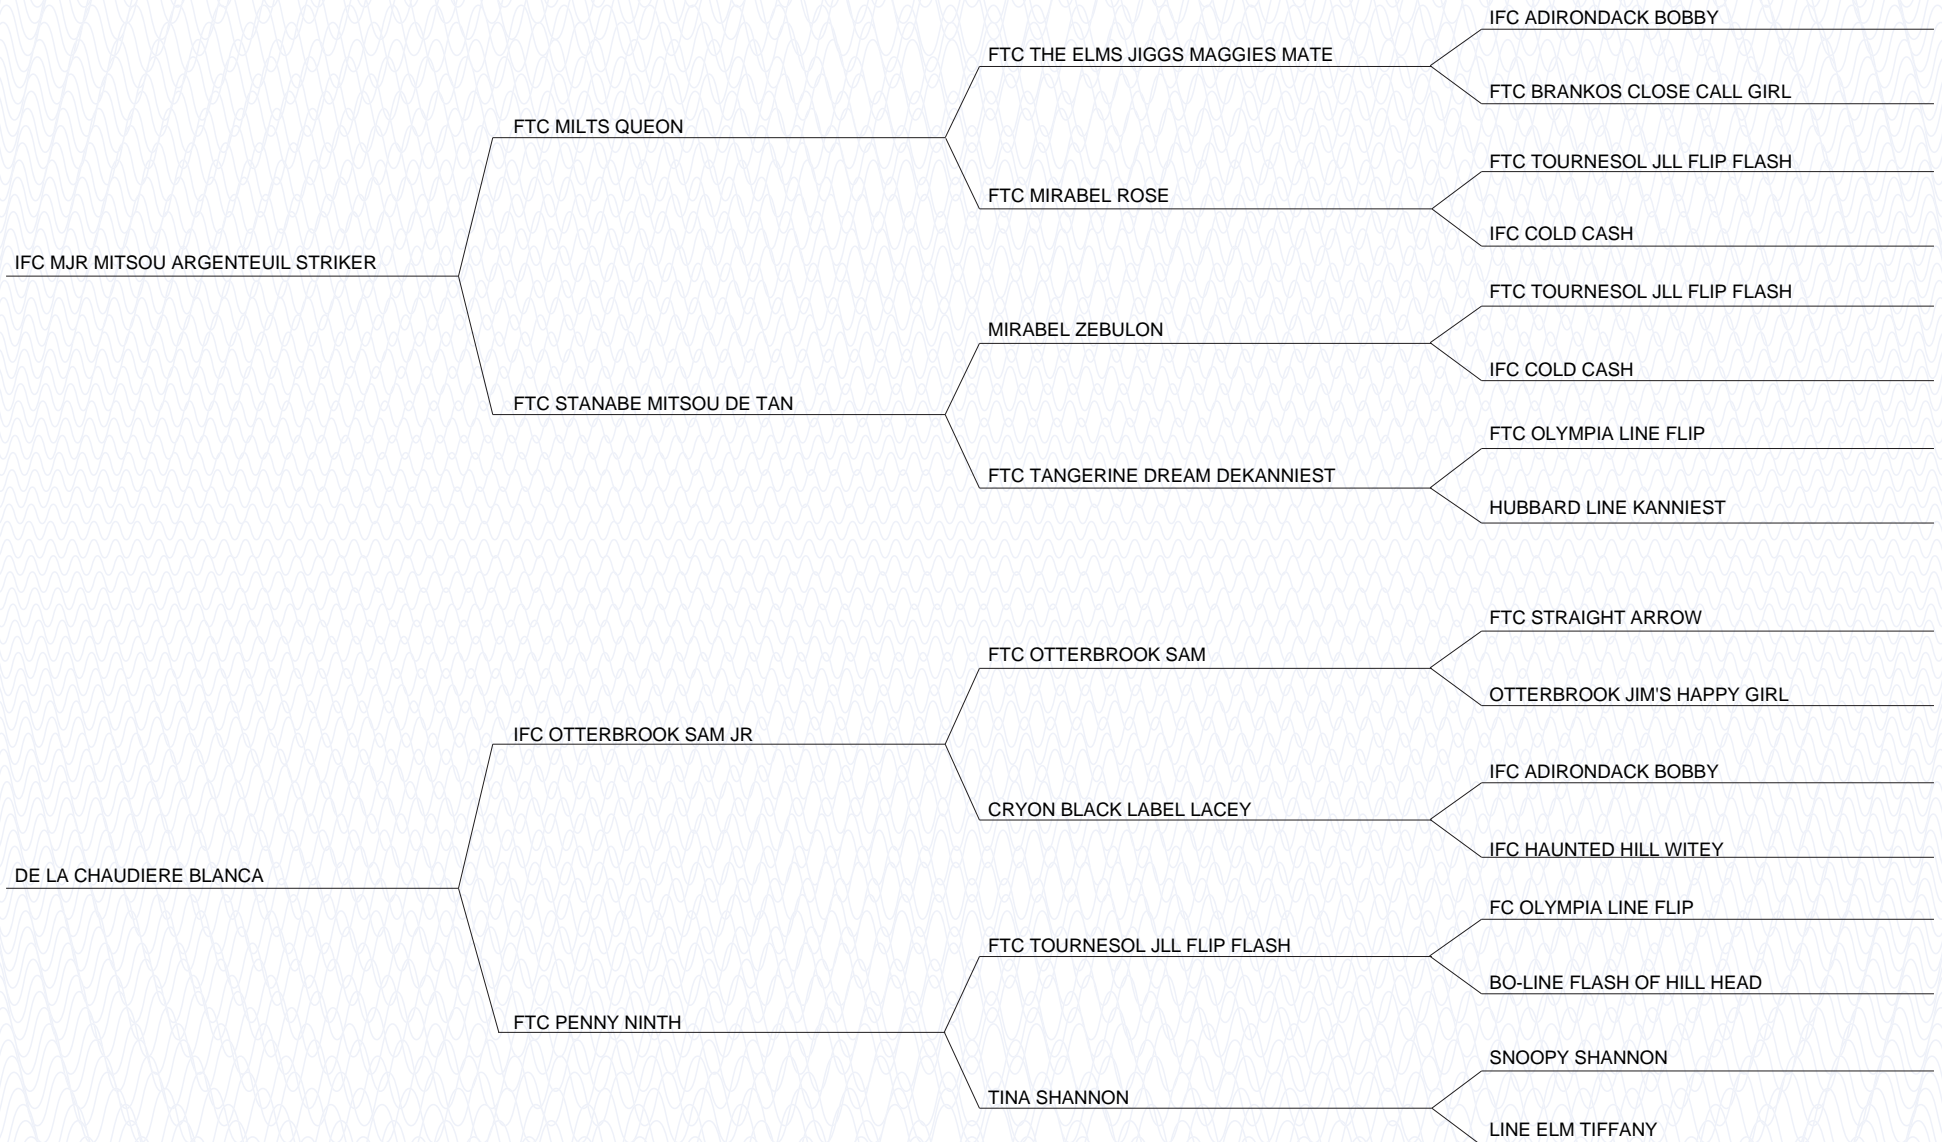 IFC ADIRONDACK BOBBY
FTC THE ELMS JIGGS MAGGIES MATE
FTC BRANKOS CLOSE CALL GIRL
FTC MILTS QUEON
FTC TOURNESOL JLL FLIP FLASH
FTC MIRABEL ROSE
IFC COLD CASH
IFC MJR MITSOU ARGENTEUIL STRIKER
FTC TOURNESOL JLL FLIP FLASH
MIRABEL ZEBULON
IFC COLD CASH
FTC STANABE MITSOU DE TAN
FTC OLYMPIA LINE FLIP
FTC TANGERINE DREAM DEKANNIEST
HUBBARD LINE KANNIEST
FTC STRAIGHT ARROW
FTC OTTERBROOK SAM
OTTERBROOK JIM'S HAPPY GIRL
IFC OTTERBROOK SAM JR
IFC ADIRONDACK BOBBY
CRYON BLACK LABEL LACEY
IFC HAUNTED HILL WITEY
DE LA CHAUDIERE BLANCA
FC OLYMPIA LINE FLIP
FTC TOURNESOL JLL FLIP FLASH
BO-LINE FLASH OF HILL HEAD
FTC PENNY NINTH
SNOOPY SHANNON
TINA SHANNON
LINE ELM TIFFANY